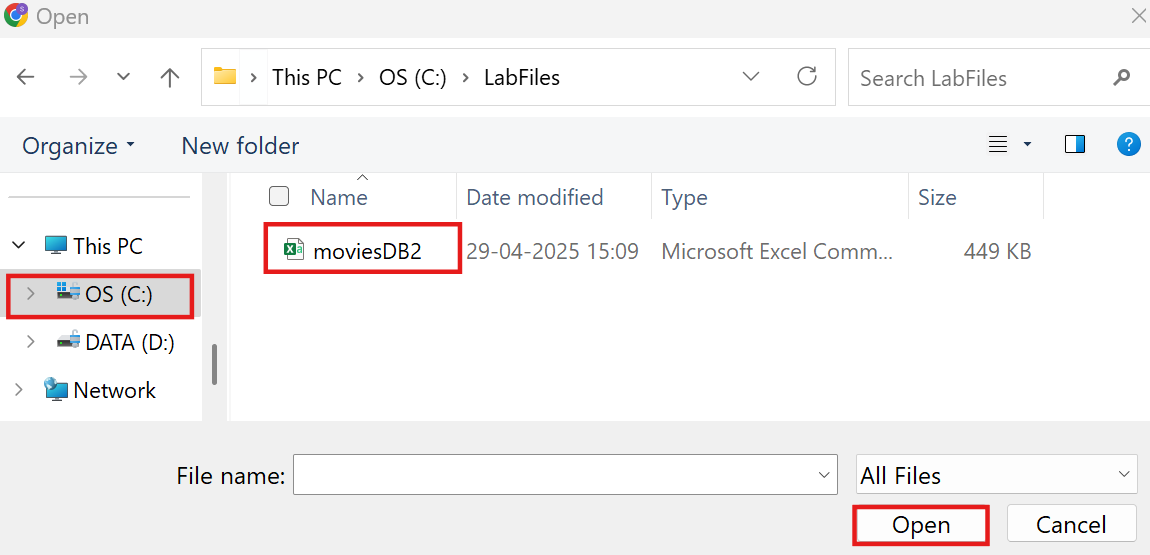 Open
This PC > OS (C:) > LabFiles
Search LabFiles
Organize
New folder
?
Name
Date modified
Type
Size
This PC
OS (C:)
DATA (D:)
Network
moviesDB2
29-04-2025 15:09
Microsoft Excel Comm...
449 KB
File name:
All Files
Open
Cancel